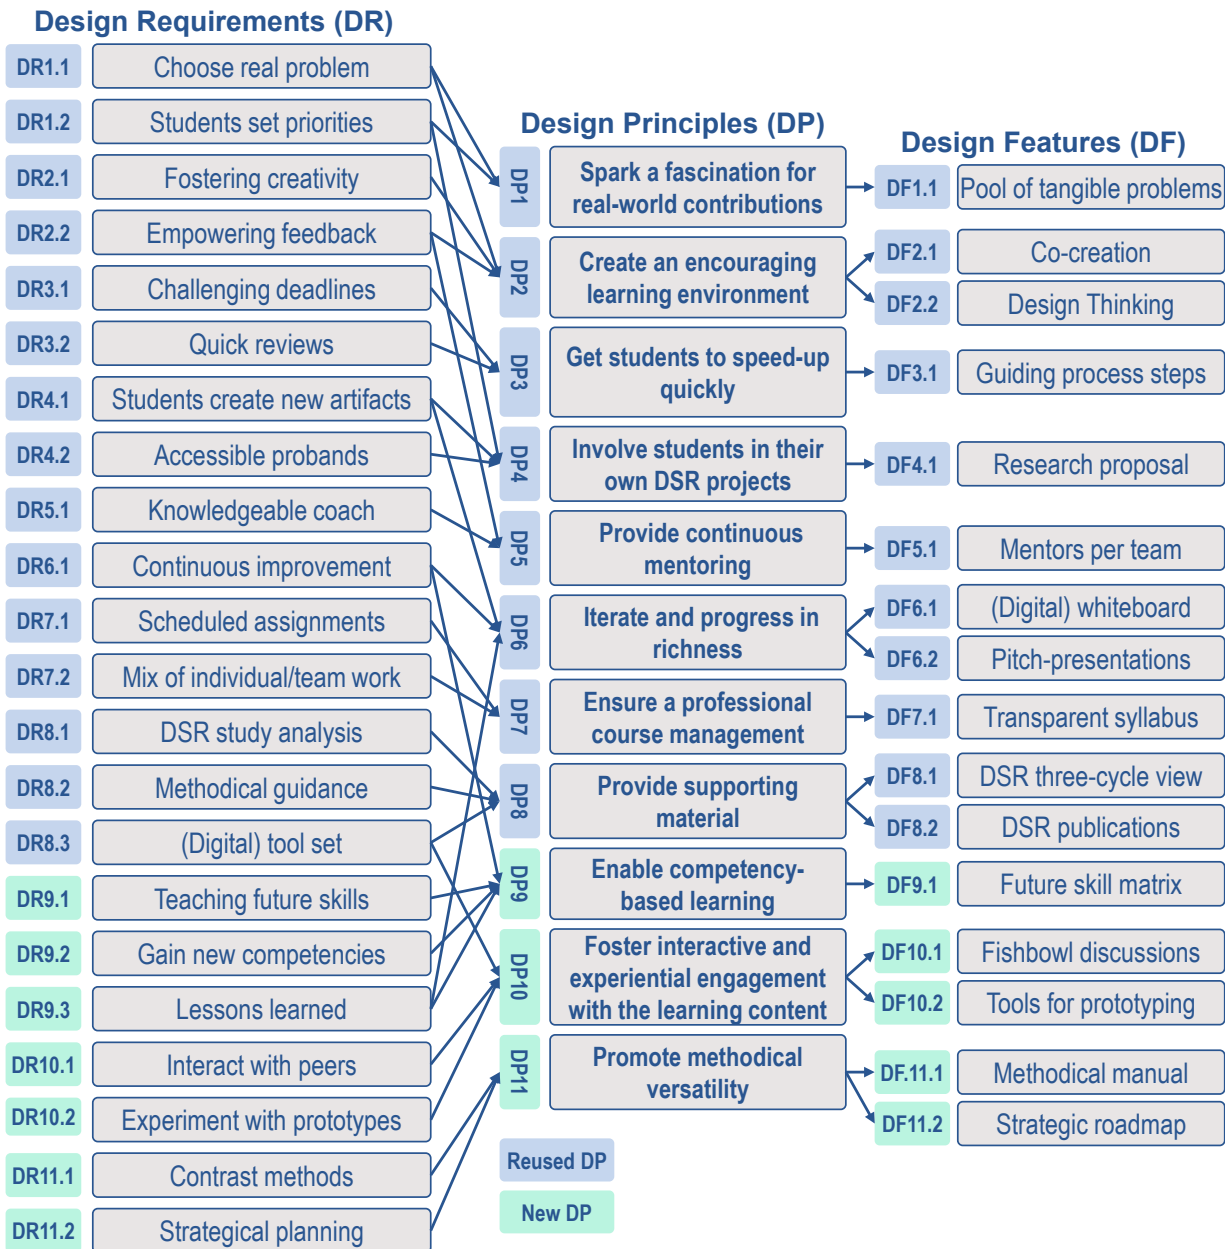 Design Requirements (DR)
DR1.1 Choose real problem
DR1.2 Students set priorities
DR2.1 Fostering creativity
DR2.2 Empowering feedback
DR3.1 Challenging deadlines
DR3.2 Quick reviews
DR4.1 Students create new artifacts
DR4.2 Accessible probands
DR5.1 Knowledgeable coach
DR6.1 Continuous improvement
DR7.1 Scheduled assignments
DR7.2 Mix of individual/team work
DR8.1 DSR study analysis
DR8.2 Methodical guidance
DR8.3 (Digital) tool set
DR9.1 Teaching future skills
DR9.2 Gain new competencies
DR9.3 Lessons learned
DR10.1 Interact with peers
DR10.2 Experiment with prototypes
DR11.1 Contrast methods
DR11.2 Strategical planning
Design Principles (DP)
DP1
Spark a fascination for
real-world contributions
DP2
Create an encouraging
learning environment
DP3
Get students to speed-up
quickly
DP4
Involve students in their
own DSR projects
DP5
Provide continuous
mentoring
DP6
Iterate and progress in
richness
DP7
Ensure a professional
course management
DP8
Provide supporting
material
DP9
Enable competency-
based learning
DP10
Foster interactive and
experiential engagement
with the learning content
DP11
Promote methodical
versatility
Reused DP
New DP
Design Features (DF)
DF1.1 Pool of tangible problems
DF2.1 Co-creation
DF2.2 Design Thinking
DF3.1 Guiding process steps
DF4.1 Research proposal
DF5.1 Mentors per team
DF6.1 (Digital) whiteboard
DF6.2 Pitch-presentations
DF7.1 Transparent syllabus
DF8.1 DSR three-cycle view
DF8.2 DSR publications
DF9.1 Future skill matrix
DF10.1 Fishbowl discussions
DF10.2 Tools for prototyping
DF.11.1 Methodical manual
DF11.2 Strategic roadmap